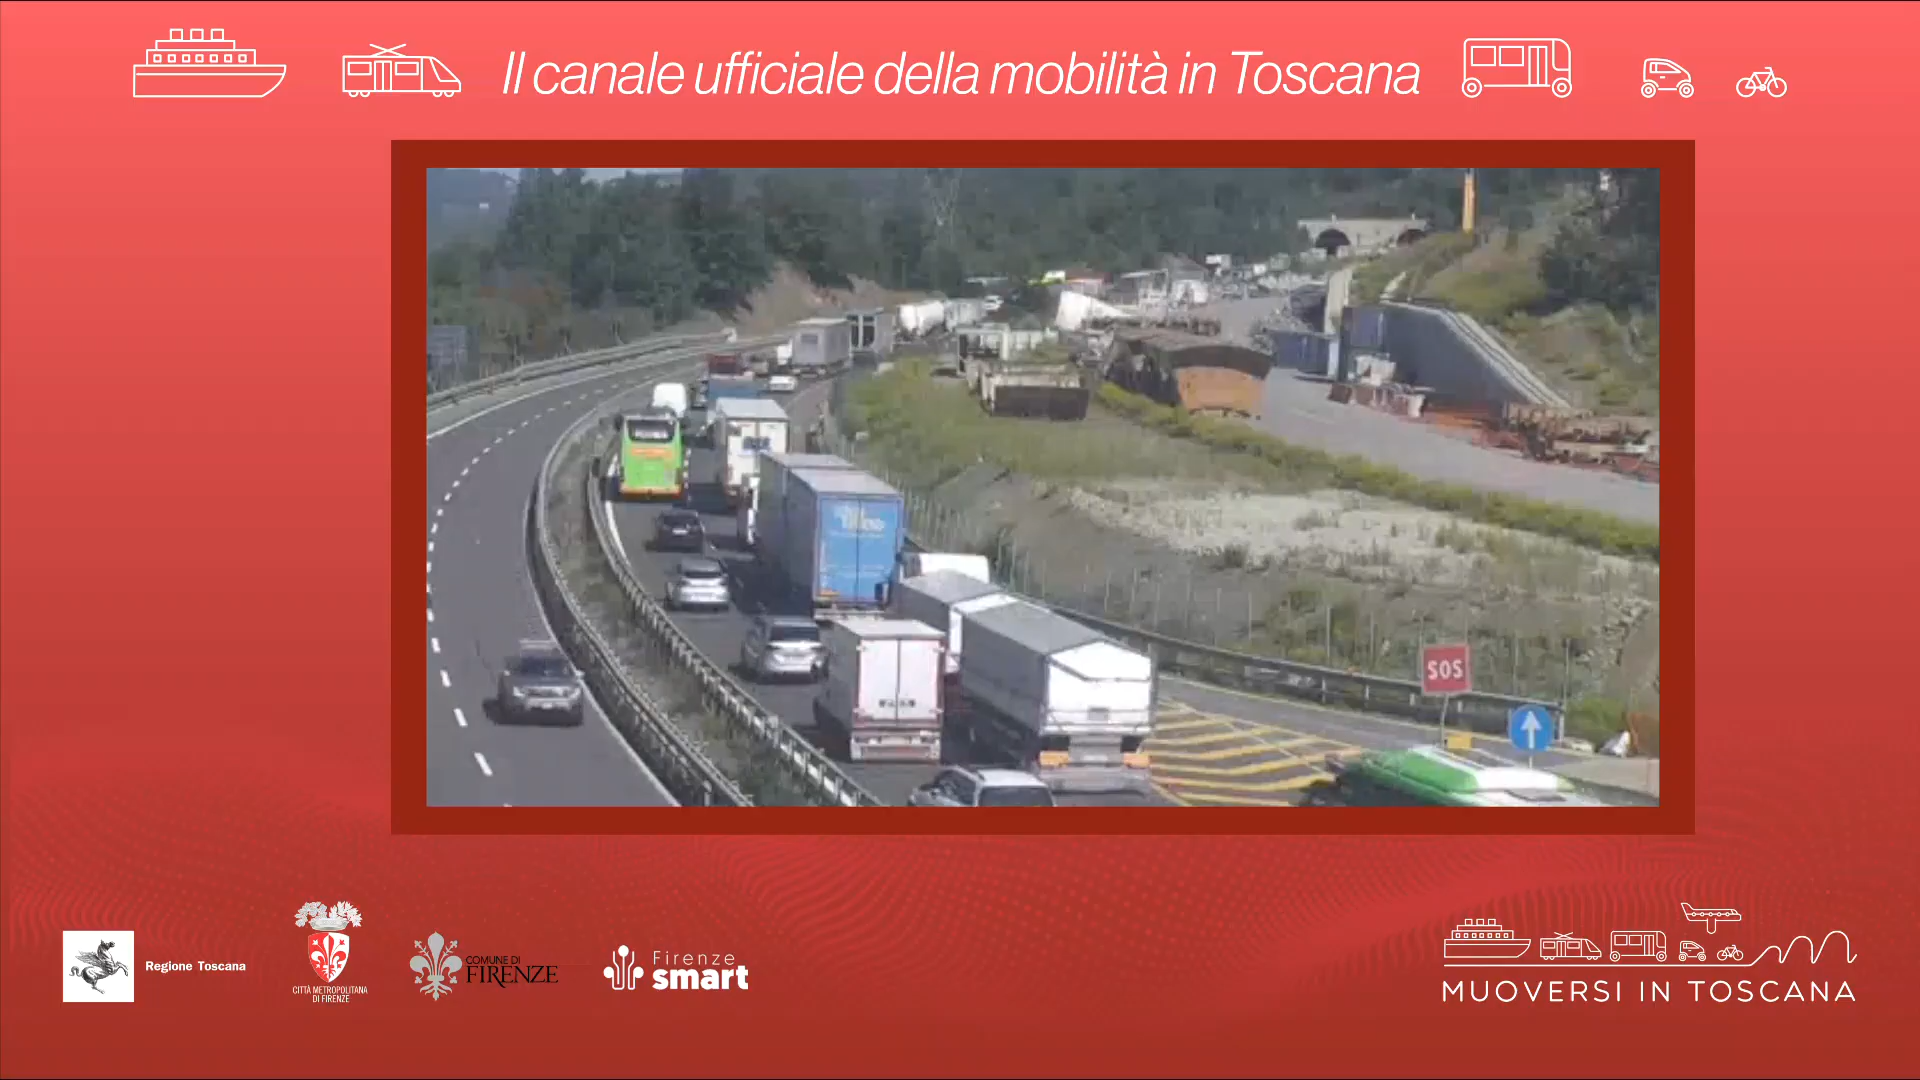 Il canale ufficiale della mobilità in Toscana
SOS
Regione Toscana
CITTÀ METROPOLITANA
DI FIRENZE
COMUNE DI
FIRENZE
Firenze
smart
MUOVERSI IN TOSCANA